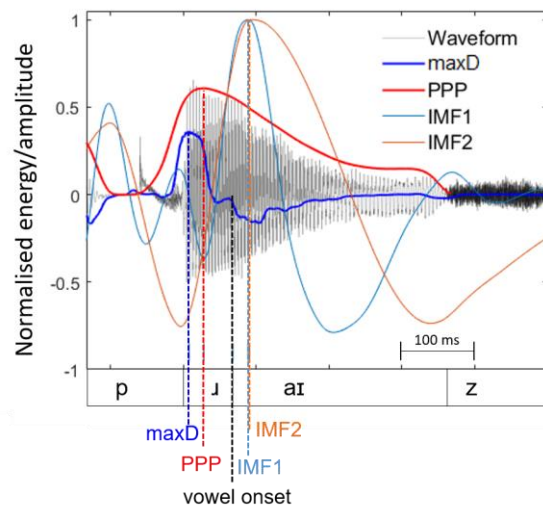 Normalised energy/amplitude
1
0.5
0
-0.5
-1
Waveform
maxD
PPP
IMF1
IMF2
100 ms
p ɹ aɪ z
maxD
IMF2
PPP
IMF1
vowel onset